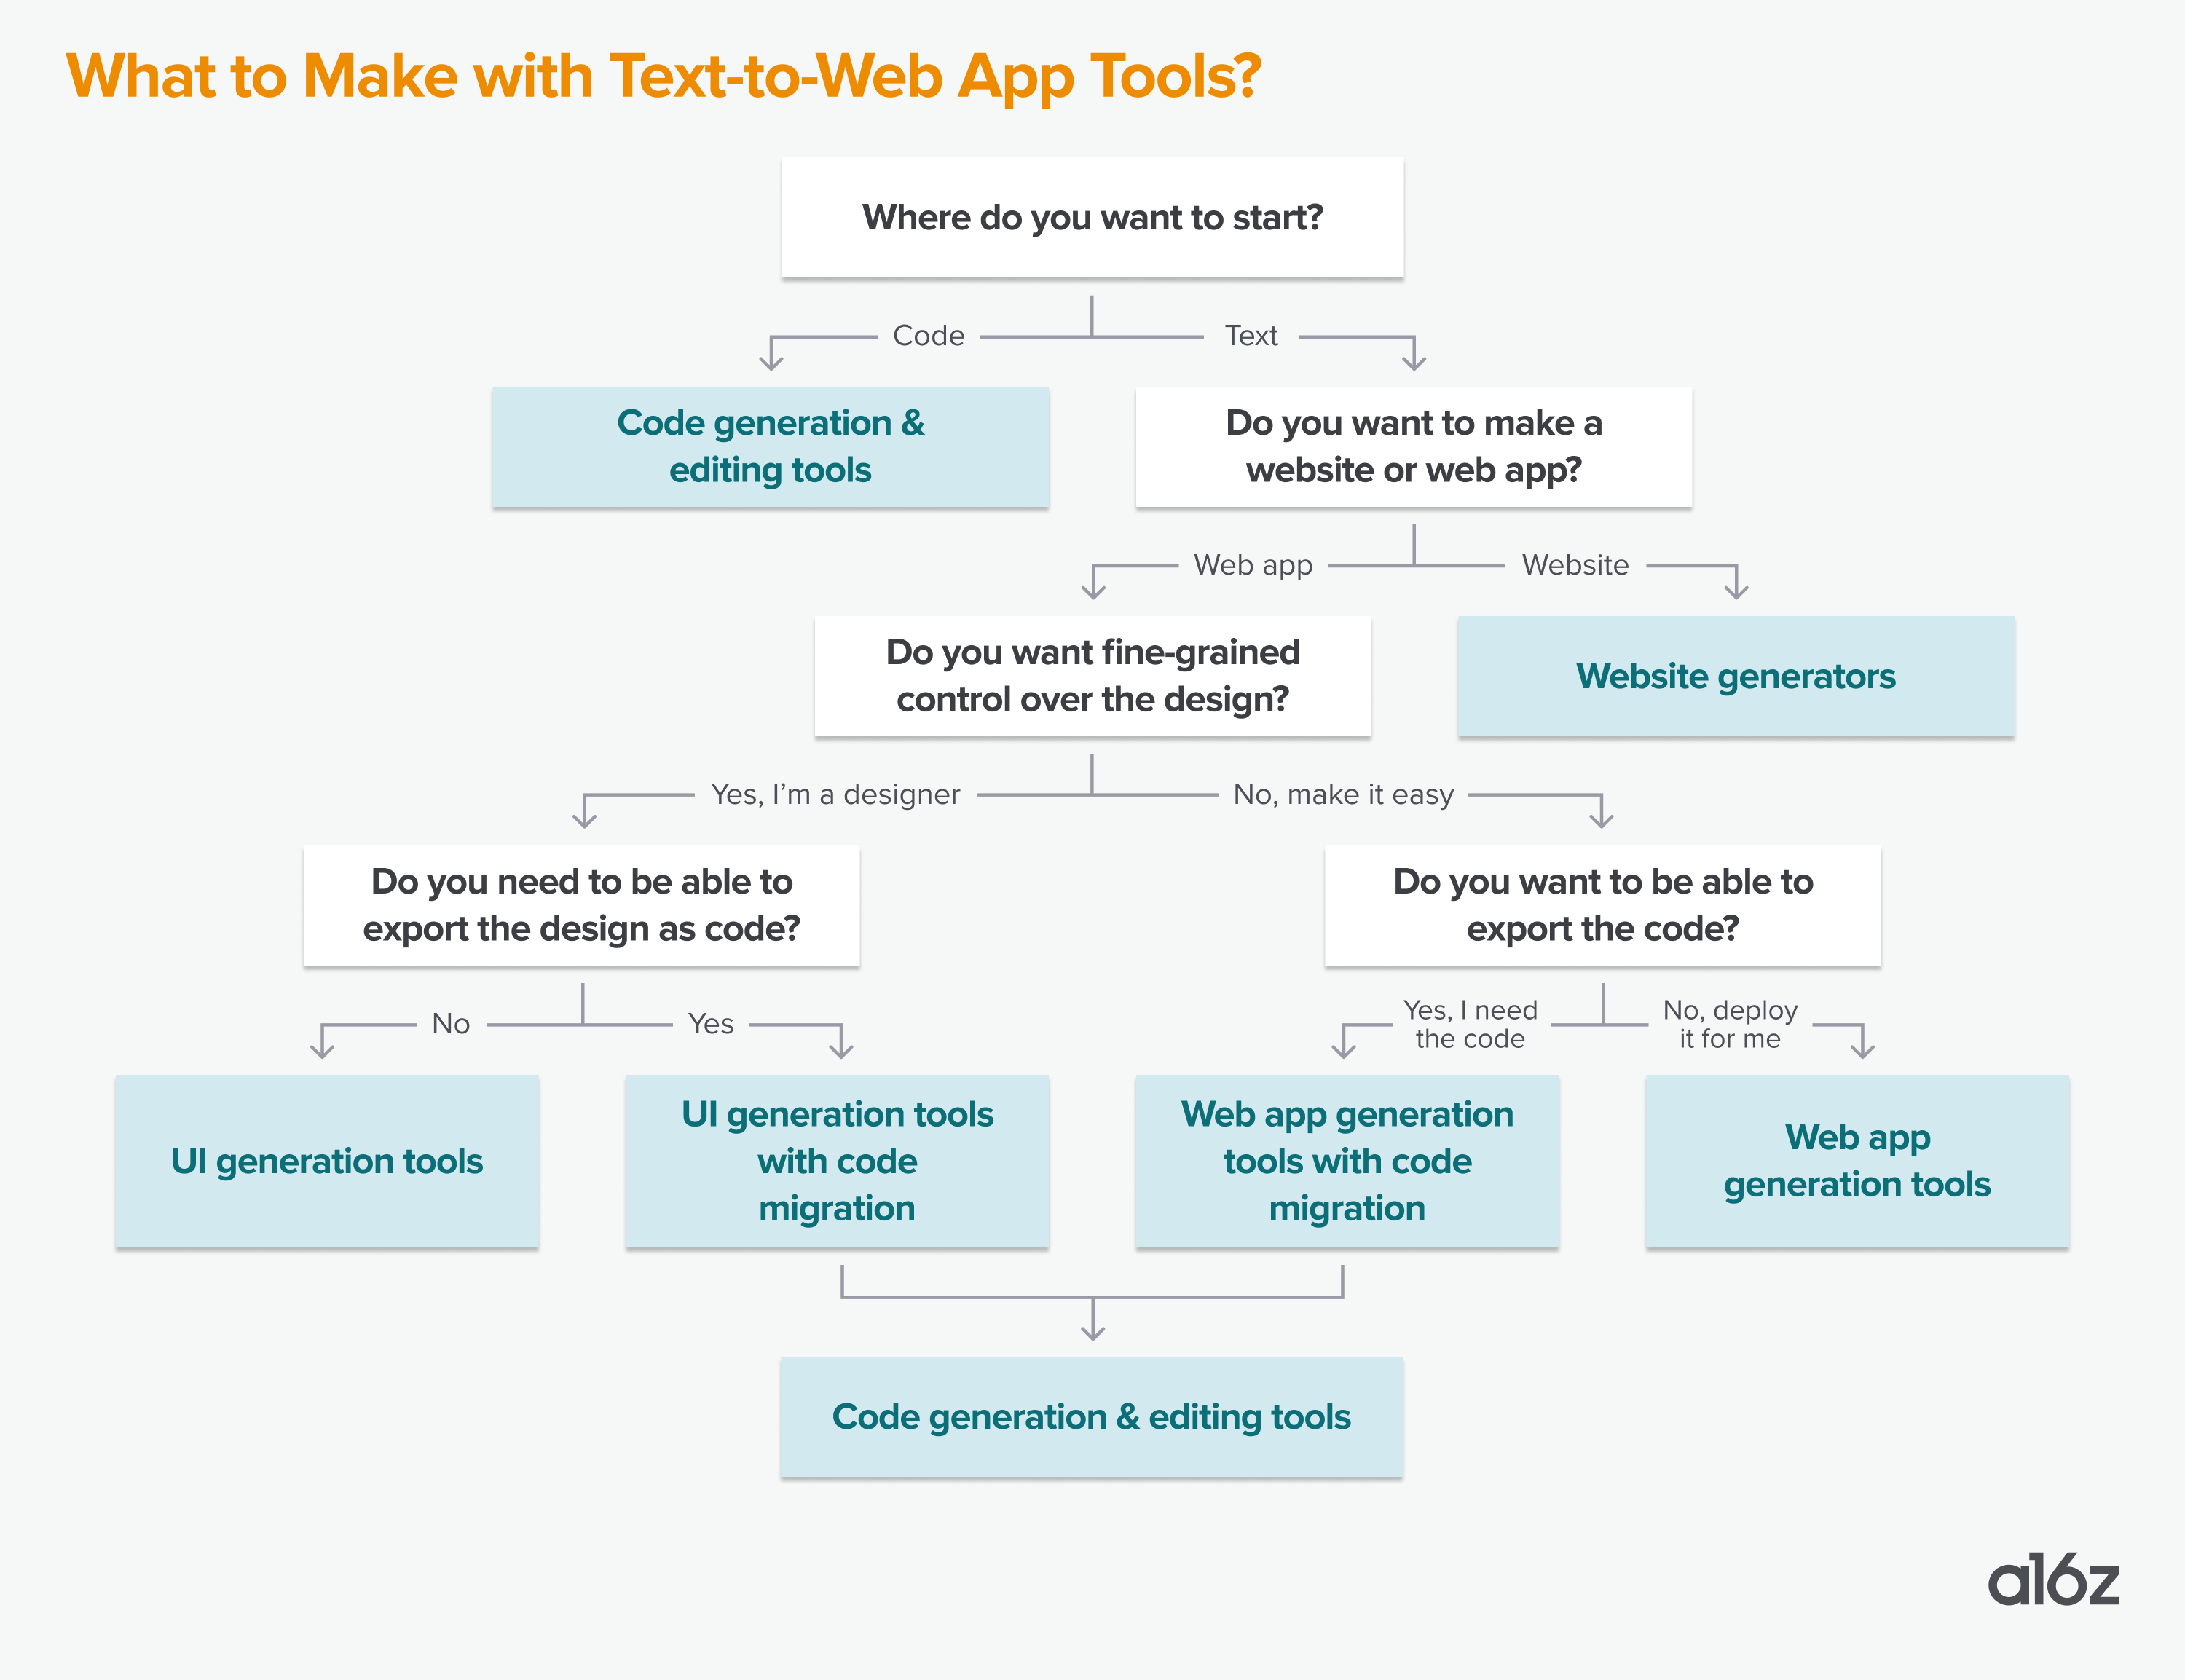 What to Make with Text-to-Web App Tools?
Where do you want to start?
Code
Text
Code generation &
editing tools
Do you want to make a
website or web app?
Web app
Website
Do you want fine-grained
control over the design?
Website generators
Yes, I’m a designer
No, make it easy
Do you need to be able to
export the design as code?
Do you want to be able to
export the code?
No
Yes
Yes, I need
the code
No, deploy
it for me
UI generation tools
UI generation tools
with code
migration
Web app generation
tools with code
migration
Web app
generation tools
Code generation & editing tools
a16z